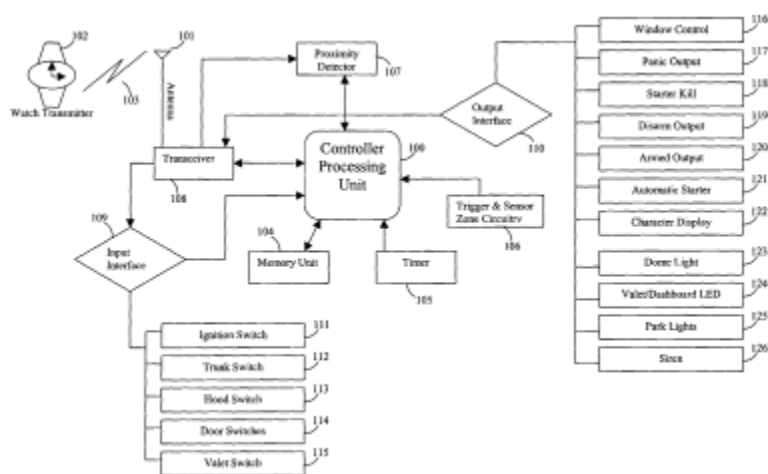 102
101
103
Watch Transmitter
Antenna
Proximity
Detector
107
Output
Interface
110
Transceiver
108
Controller
Processing
Unit
100
109
Input
Interface
104
Memory Unit
Timer
105
Trigger & Sensor
Zone Circuitry
106
Ignition Switch
111
Trunk Switch
112
Hood Switch
113
Door Switches
114
Valet Switch
115
Window Control
116
Panic Output
117
Starter Kill
118
Disarm Output
119
Armed Output
120
Automatic Starter
121
Character Display
122
Dome Light
123
Valet/Dashboard LED
124
Park Lights
125
Siren
126